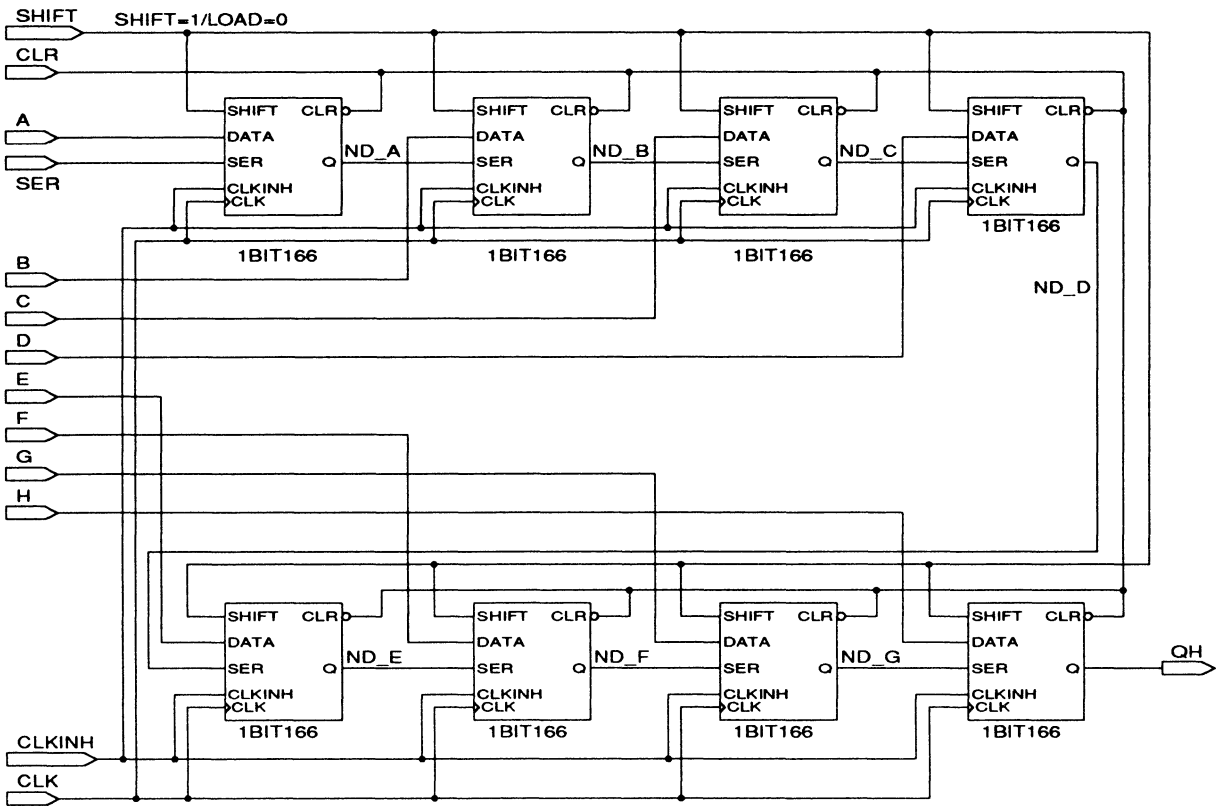 SHIFT
SHIFT=1/LOAD=0
CLR
A
SER
SHIFT CLR
DATA
SER Q
CLKINH
CLK
1BIT166
ND_A
SHIFT CLR
DATA
SER Q
CLKINH
CLK
1BIT166
ND_B
SHIFT CLR
DATA
SER Q
CLKINH
CLK
1BIT166
ND_C
SHIFT CLR
DATA
SER Q
CLKINH
CLK
1BIT166
ND_D
B
C
D
E
F
G
H
SHIFT CLR
DATA
SER Q
CLKINH
CLK
1BIT166
ND_E
SHIFT CLR
DATA
SER Q
CLKINH
CLK
1BIT166
ND_F
SHIFT CLR
DATA
SER Q
CLKINH
CLK
1BIT166
ND_G
SHIFT CLR
DATA
SER Q
CLKINH
CLK
1BIT166
QH
CLKINH
CLK